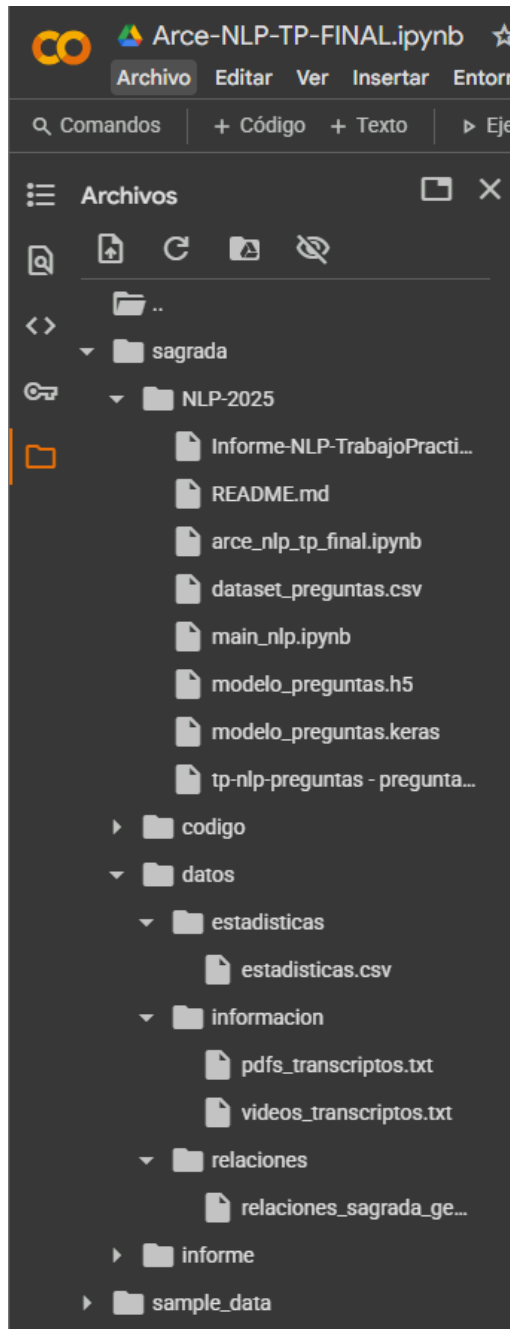 Arce-NLP-TP-FINAL.ipynb
Archivo Editar Ver Insertar Entorr
Comandos + Código + Texto Eje
Archivos
..
sagrada
NLP-2025
Informe-NLP-TrabajoPracti...
README.md
arce_nlp_tp_final.ipynb
dataset_preguntas.csv
main_nlp.ipynb
modelo_preguntas.h5
modelo_preguntas.keras
tp-nlp-preguntas - pregunta...
codigo
datos
estadisticas
estadisticas.csv
informacion
pdfs_transcriptos.txt
videos_transcriptos.txt
relaciones
relaciones_sagrada_ge...
informe
sample_data